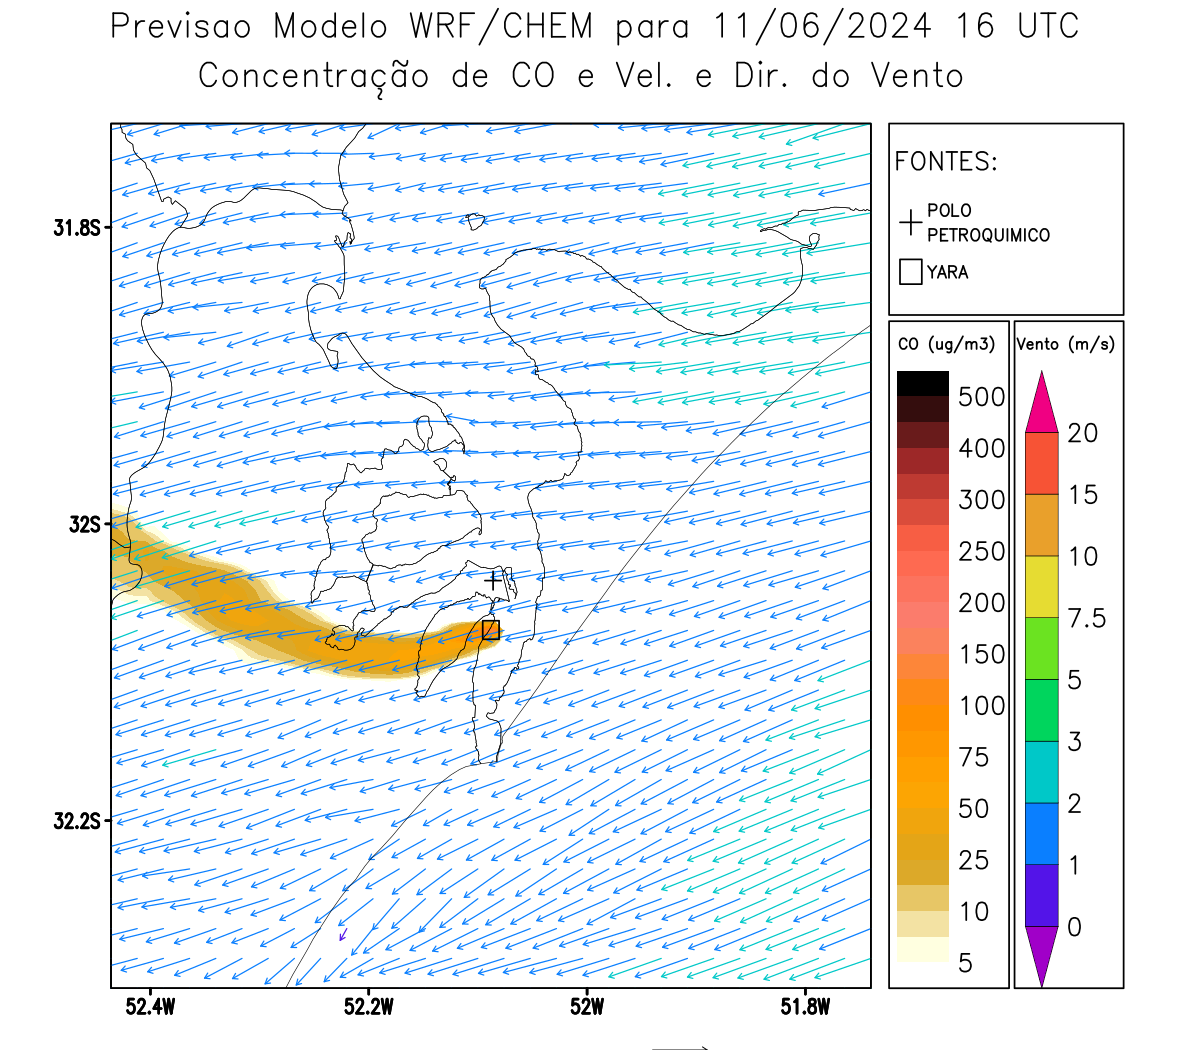 Previsao Modelo WRF/CHEM para 11/06/2024 16 UTC
Concentração de CO e Vel. e Dir. do Vento
FONTES:
POLO
PETROQUIMICO
YARA
CO (ug/m3)
500
400
300
250
200
150
100
75
50
25
10
5
Vento (m/s)
20
15
10
7.5
5
3
2
1
0
31.8S
32S
32.2S
52.4W 52.2W 52W 51.8W